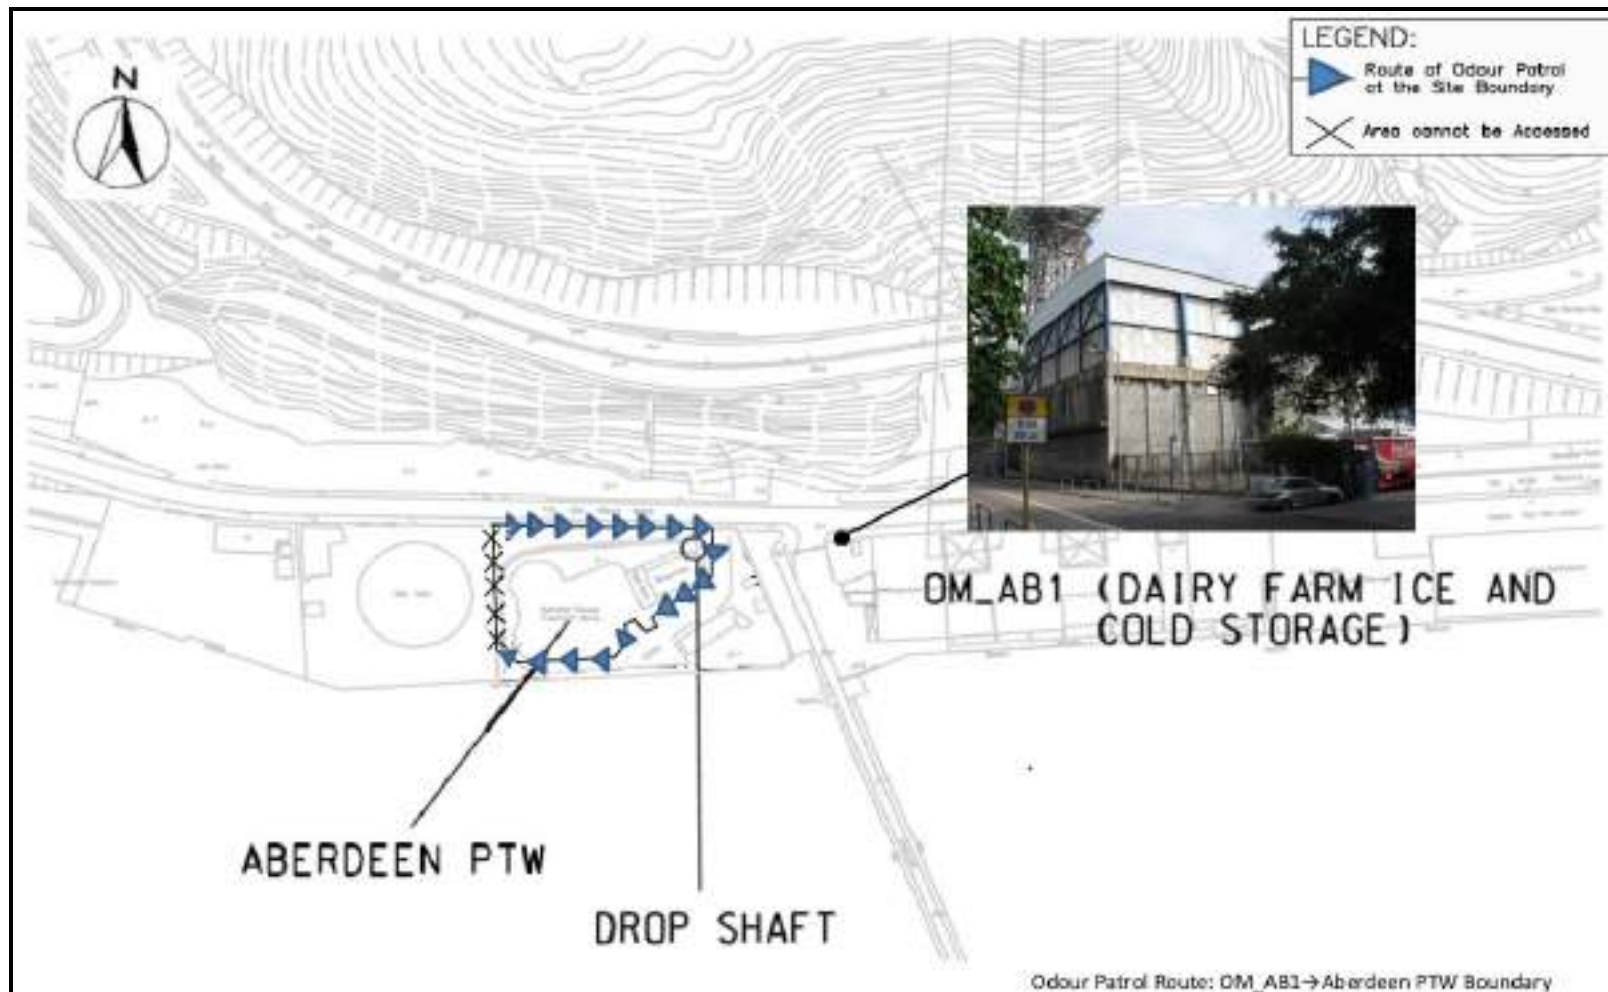 LEGEND:
Route of Odour Patrol
at the Site Boundary
Area cannot be Accessed
N
OM_AB1 (DAIRY FARM ICE AND
COLD STORAGE)
ABERDEEN PTW
DROP SHAFT
Odour Patrol Route: OM_AB1→Aberdeen PTW Boundary